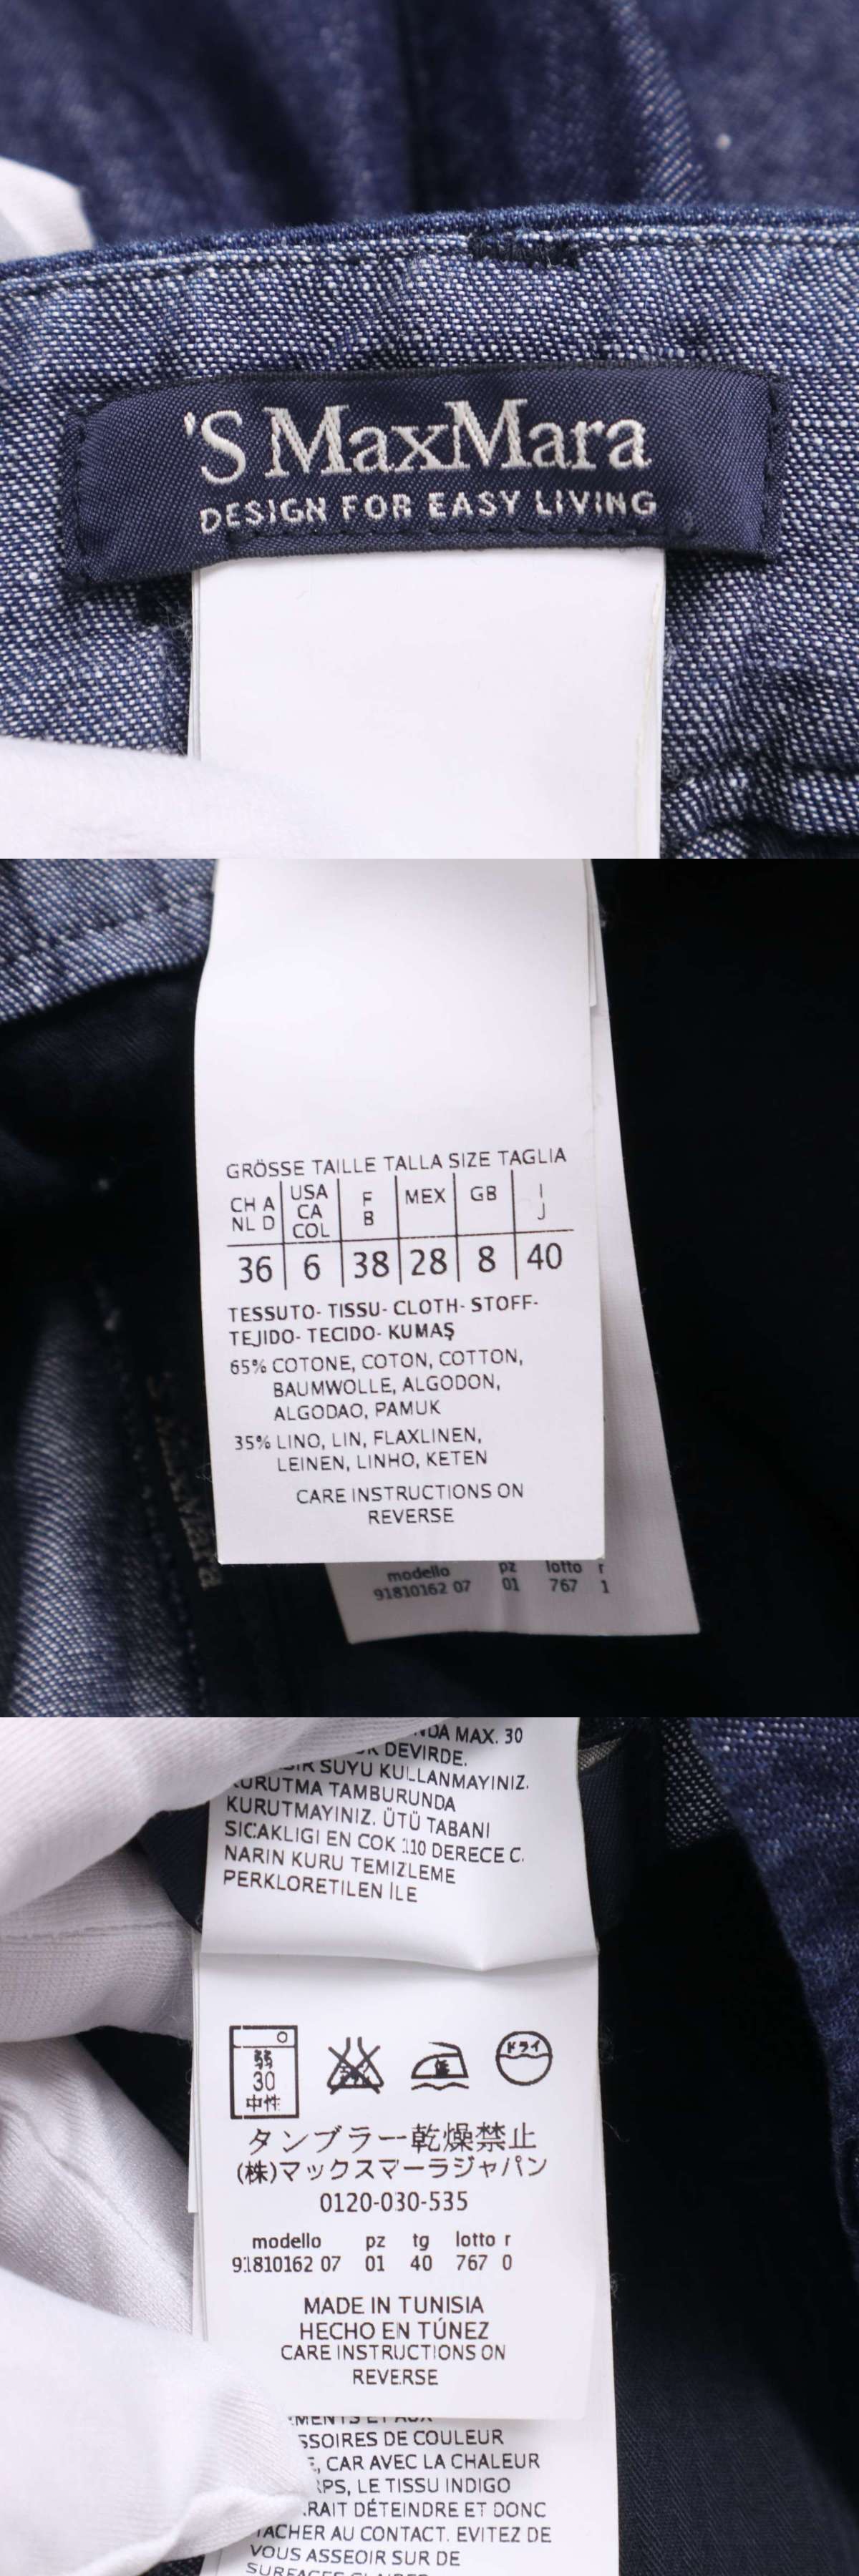 'S MaxMara
DESIGN FOR EASY LIVING
GRÖSSE TAILLE TALLA SIZE TAGLIA
CH A NL D | USA CA COL | F B | MEX | GB | I J
36 | 6 | 38 | 28 | 8 | 40
TESSUTO- TISSU- CLOTH- STOFF-
TEJIDO- TECIDO- KUMAŞ
65% COTONE, COTON, COTTON,
BAUMWOLLE, ALGODON,
ALGODAO, PAMUK
35% LINO, LIN, FLAXLINEN,
LEINEN, LINHO, KETEN
CARE INSTRUCTIONS ON
REVERSE
modello pz lotto r
91810162 07 01 767 1
MaxMara
MAX. 30
DEVIRDE.
SUYU KULLANMAYINIZ.
KURUTMA TAMBURUNDA
KURUTMAYINIZ. ÜTÜ TABANI
SICAKLIGI EN COK 110 DERECE C.
NARIN KURU TEMIZLEME
PERKLORETILEN İLE
弱
30
中性
低
ドライ
タンブラー乾燥禁止
(株)マックスマーラジャパン
0120-030-535
modello pz tg lotto r
91810162 07 01 40 767 0
MADE IN TUNISIA
HECHO EN TÚNEZ
CARE INSTRUCTIONS ON
REVERSE
DE COULEUR
CAR AVEC LA CHALEUR
LE TISSU INDIGO
DÉTEINDRE ET DONC
TACHER AU CONTACT. EVITEZ DE
VOUS ASSEOIR SUR DE
SURFACES